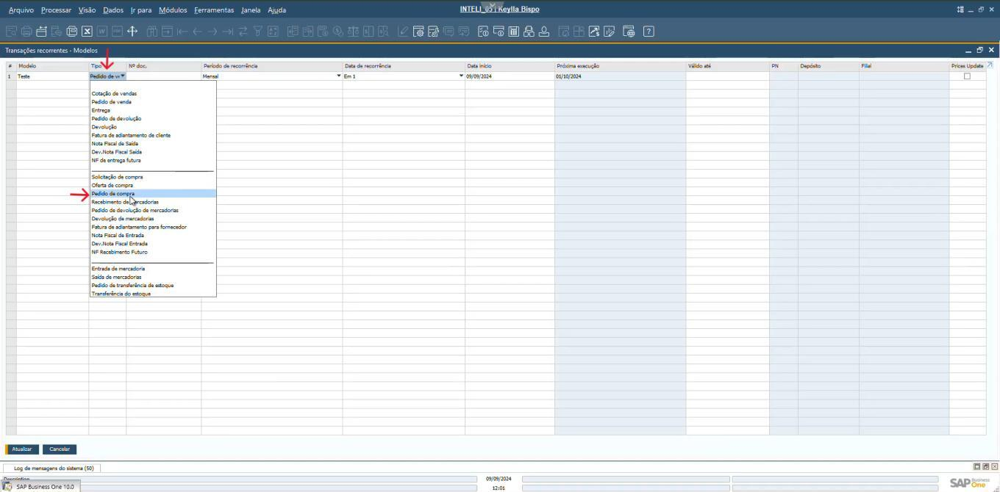 Arquivo Processar Visão Dados Ir para Módulos Ferramentas Janela Ajuda
INTELI_05 | Keylla Bispo
Transações recorrentes - Modelos
# Modelo Tipo Nº doc. Período de recorrência Data de recorrência Data início Próxima execução Válido até PN Depósito Filial Prices Update
1 Teste Pedido de ve Mensal Em 1 09/09/2024 01/10/2024
Cotação de vendas
Pedido de venda
Entrega
Pedido de devolução
Devolução
Fatura de adiantamento de cliente
Nota Fiscal de Saída
Dev.Nota Fiscal Saída
NF de entrega futura
Solicitação de compra
Oferta de compra
Pedido de compra
Recebimento de mercadorias
Pedido de devolução de mercadorias
Devolução de mercadorias
Fatura de adiantamento para fornecedor
Nota Fiscal de Entrada
Dev.Nota Fiscal Entrada
NF Recebimento Futuro
Entrada de mercadoria
Saída de mercadorias
Pedido de transferência de estoque
Transferência do estoque
Atualizar Cancelar
Log de mensagens do sistema (50)
Description 09/09/2024
SAP Business One 10.0 12:01
SAP Business One